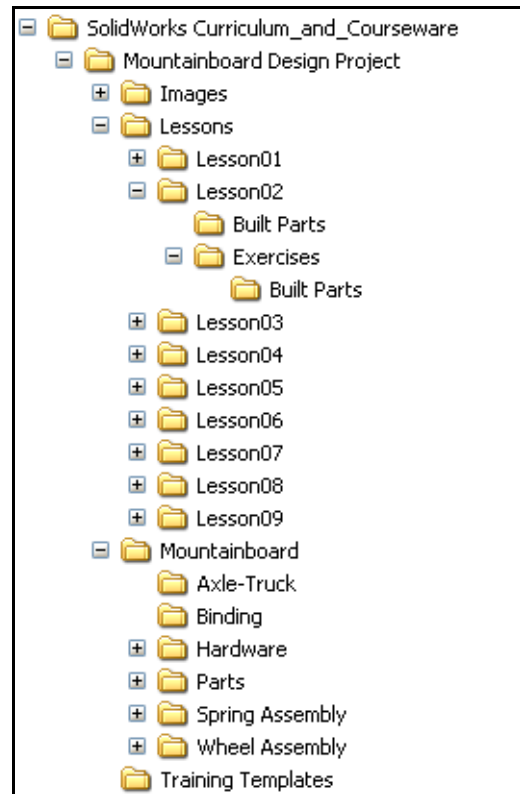 SolidWorks Curriculum_and_Courseware
Mountainboard Design Project
Images
Lessons
Lesson01
Lesson02
Built Parts
Exercises
Built Parts
Lesson03
Lesson04
Lesson05
Lesson06
Lesson07
Lesson08
Lesson09
Mountainboard
Axle-Truck
Binding
Hardware
Parts
Spring Assembly
Wheel Assembly
Training Templates